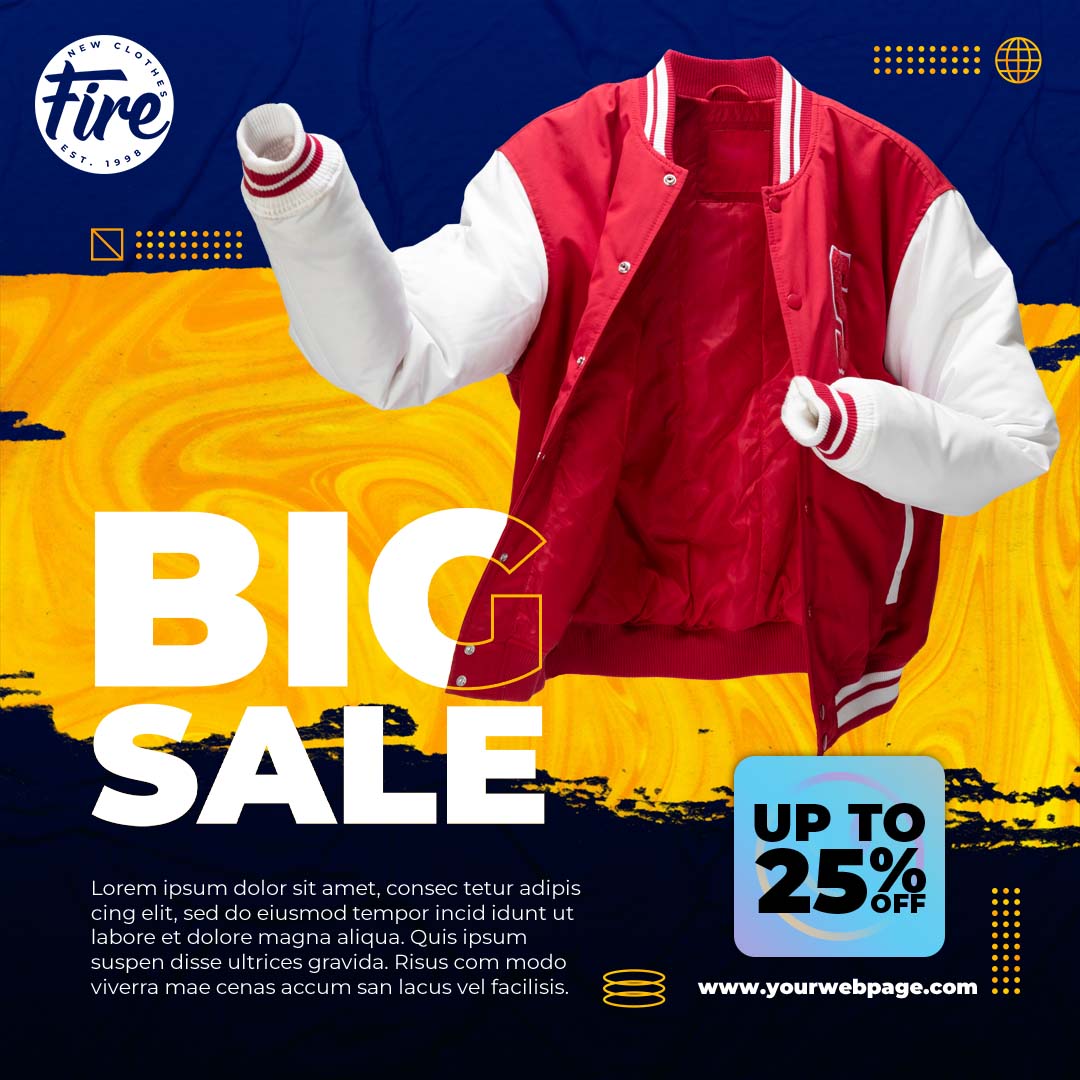 NEW CLOTHES
Fire
EST. 1998
BIG
SALE
UP TO
25%
OFF
Lorem ipsum dolor sit amet, consec tetur adipis
cing elit, sed do eiusmod tempor incid idunt ut
labore et dolore magna aliqua. Quis ipsum
suspen disse ultrices gravida. Risus com modo
viverra mae cenas accum san lacus vel facilisis.
www.yourwebpage.com